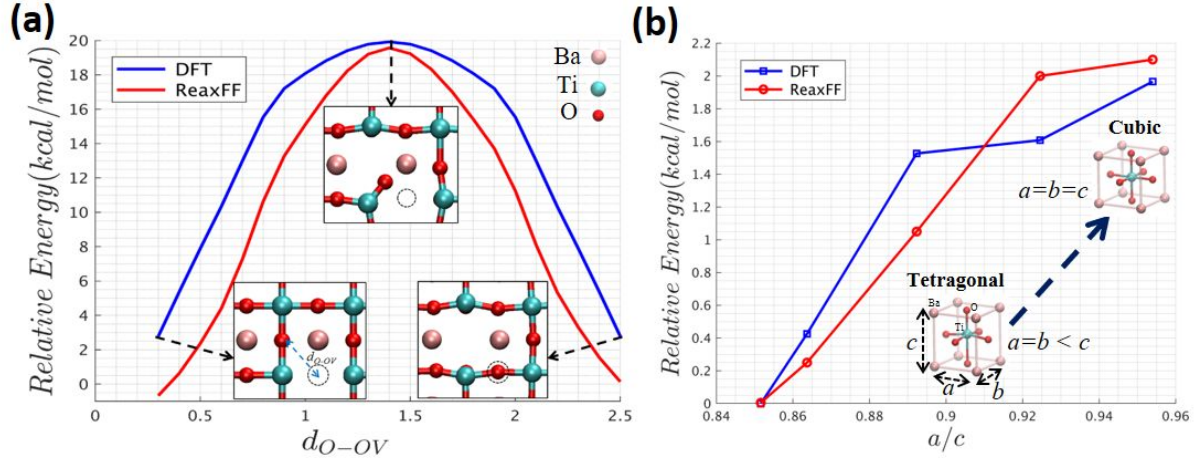 (a)
Relative Energy(kcal/mol)
20
18
16
14
12
10
8
6
4
2
0
DFT
ReaxFF
Ba
Ti
O
d_{O-OV}
0
0.5
1
1.5
2
2.5
d_{O-OV}
(b)
Relative Energy(kcal/mol)
2.2
2
1.8
1.6
1.4
1.2
1
0.8
0.6
0.4
0.2
0
DFT
ReaxFF
Cubic
a=b=c
Tetragonal
Ba
O
Ti
c
a
b
a=b < c
0.84
0.86
0.88
0.9
0.92
0.94
0.96
a/c